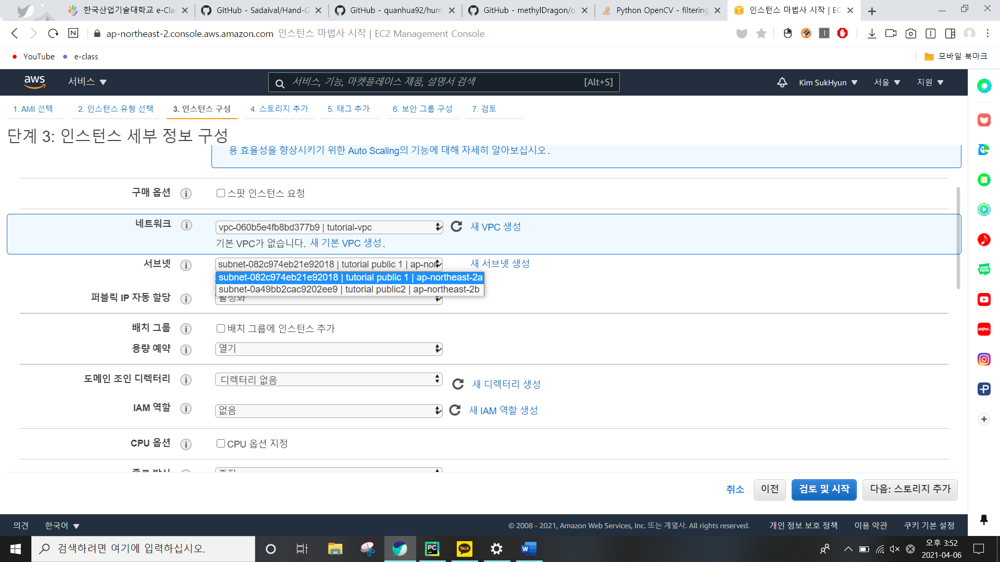 한국산업기술대학교 e-Clas
GitHub - Sadaival/Hand-G
GitHub - quanhua92/hum
GitHub - methylDragon/o
Python OpenCV - filtering
인스턴스 마법사 시작 | EC
N
ap-northeast-2.console.aws.amazon.com 인스턴스 마법사 시작 | EC2 Management Console
YouTube
e-class
모바일 북마크
aws
서비스
서비스, 기능, 마켓플레이스 제품, 설명서 검색
[Alt+S]
Kim SukHyun
서울
지원
1. AMI 선택
2. 인스턴스 유형 선택
3. 인스턴스 구성
4. 스토리지 추가
5. 태그 추가
6. 보안 그룹 구성
7. 검토
단계 3: 인스턴스 세부 정보 구성
용 효율성을 향상시키기 위한 Auto Scaling의 기능에 대해 자세히 알아보십시오.
구매 옵션
스팟 인스턴스 요청
네트워크
vpc-060b5e4fb8bd377b9 | tutorial-vpc
새 VPC 생성
기본 VPC가 없습니다. 새 기본 VPC 생성.
서브넷
subnet-082c974eb21e92018 | tutorial public 1 | ap-nor
새 서브넷 생성
subnet-082c974eb21e92018 | tutorial public 1 | ap-northeast-2a
subnet-0a49bb2cac9202ee9 | tutorial public2 | ap-northeast-2b
퍼블릭 IP 자동 할당
활성화
배치 그룹
배치 그룹에 인스턴스 추가
용량 예약
열기
도메인 조인 디렉터리
디렉터리 없음
새 디렉터리 생성
IAM 역할
없음
새 IAM 역할 생성
CPU 옵션
CPU 옵션 지정
취소
이전
검토 및 시작
다음: 스토리지 추가
의견
한국어
© 2008 - 2021, Amazon Web Services, Inc. 또는 계열사. All rights reserved.
개인 정보 보호 정책
이용 약관
쿠키 기본 설정
WEB
TOON
NOW.
검색하려면 여기에 입력하십시오.
PC
TALK
W
오후 3:52
2021-04-06